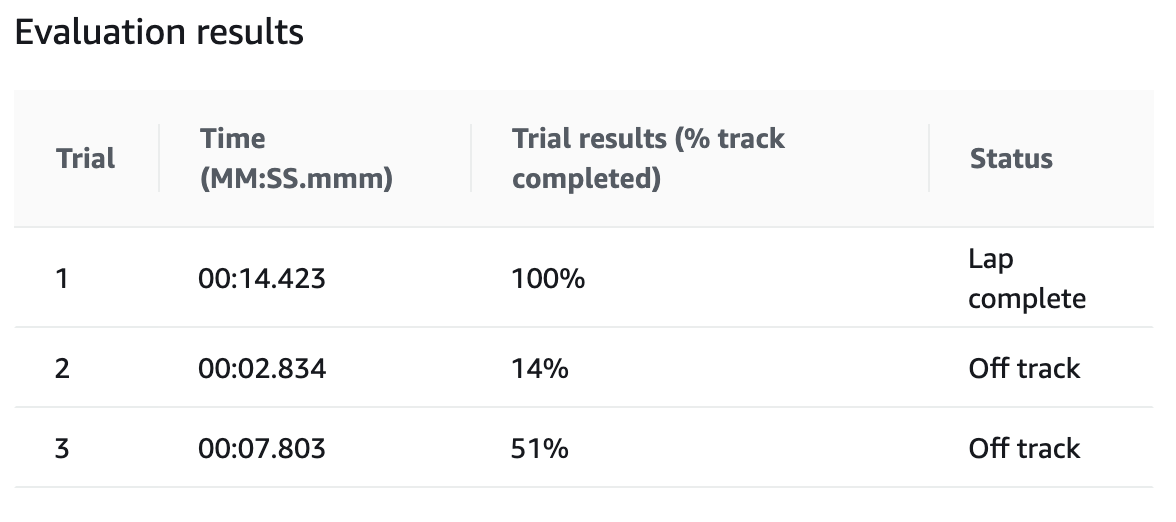 Evaluation results
Trial
Time
(MM:SS.mmm)
Trial results (% track
completed)
Status
1
00:14.423
100%
Lap
complete
2
00:02.834
14%
Off track
3
00:07.803
51%
Off track